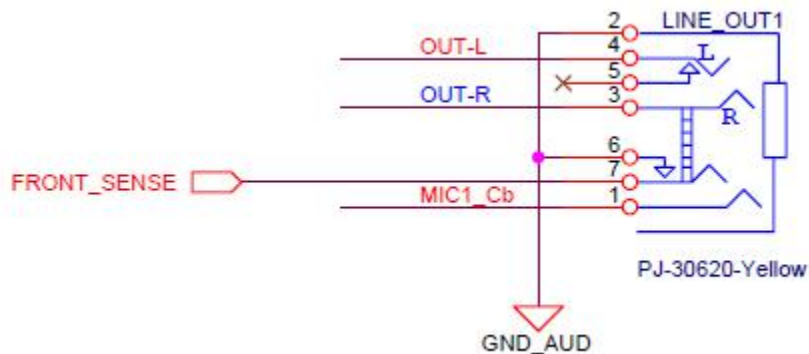 2 LINE_OUT1
OUT-L 4 L
5
OUT-R 3 R
6
FRONT_SENSE 7
MIC1_Cb 1
PJ-30620-Yellow
GND_AUD